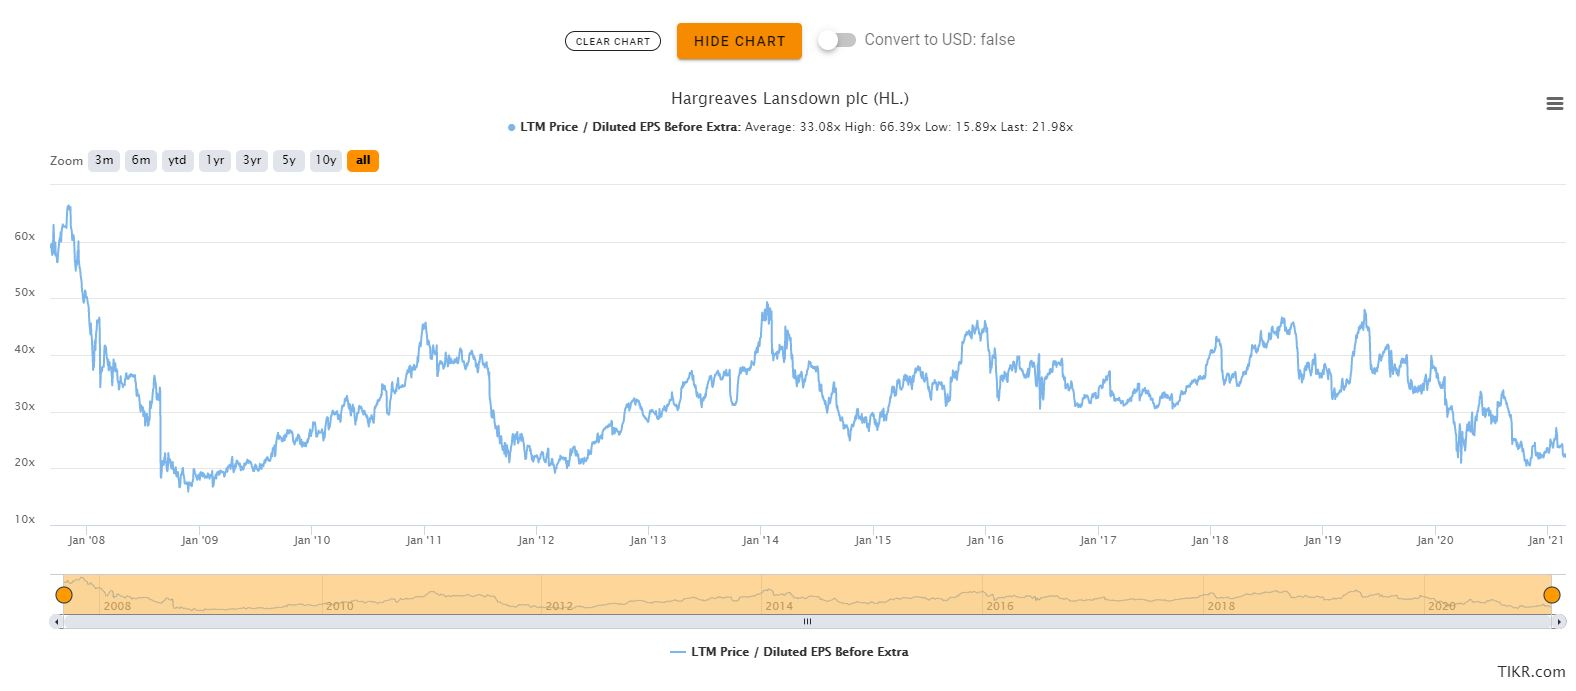 CLEAR CHART HIDE CHART Convert to USD: false
Hargreaves Lansdown plc (HL.)
LTM Price / Diluted EPS Before Extra: Average: 33.08x High: 66.39x Low: 15.89x Last: 21.98x
Zoom 3m 6m ytd 1yr 3yr 5y 10y all
60x
50x
40x
30x
20x
10x
Jan '08 Jan '09 Jan '10 Jan '11 Jan '12 Jan '13 Jan '14 Jan '15 Jan '16 Jan '17 Jan '18 Jan '19 Jan '20 Jan '21
2008 2010 2012 2014 2016 2018 2020
LTM Price / Diluted EPS Before Extra
TIKR.com